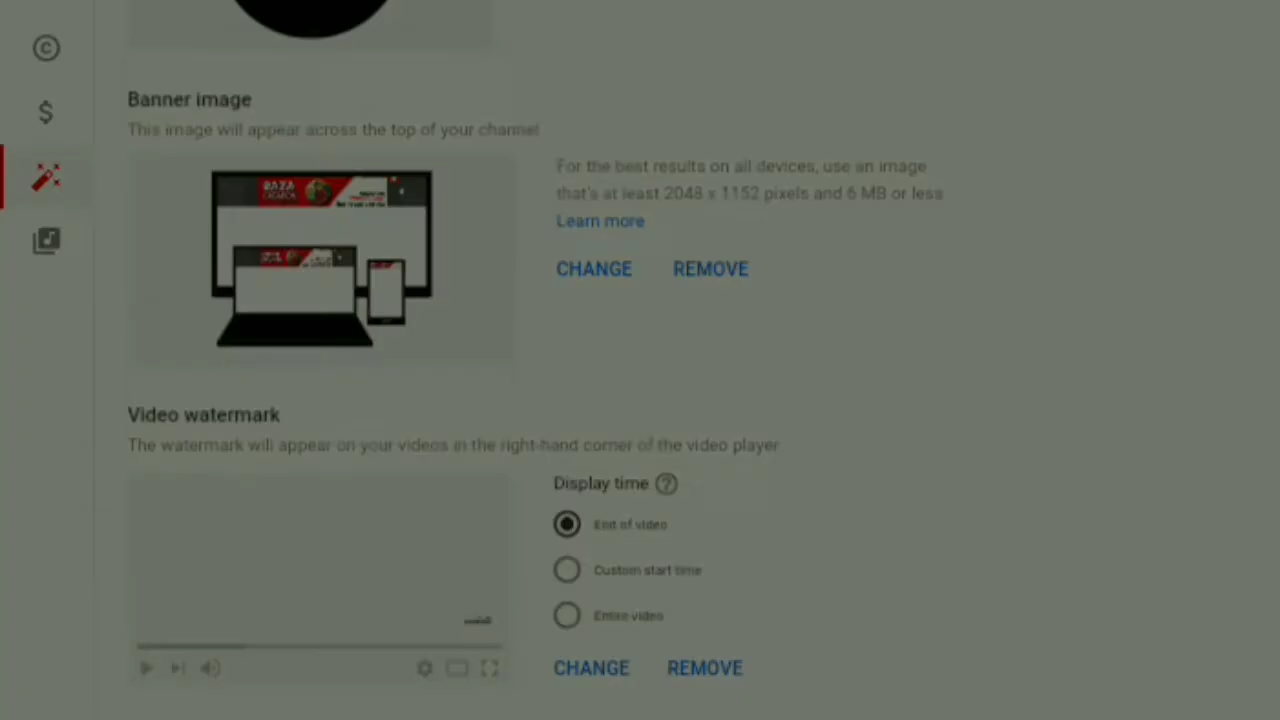 Banner image
This image will appear across the top of your channel
For the best results on all devices, use an image
that's at least 2048 x 1152 pixels and 6 MB or less
Learn more
CHANGE REMOVE
Video watermark
The watermark will appear on your videos in the right-hand corner of the video player
Display time
End of video
Custom start time
Entire video
CHANGE REMOVE